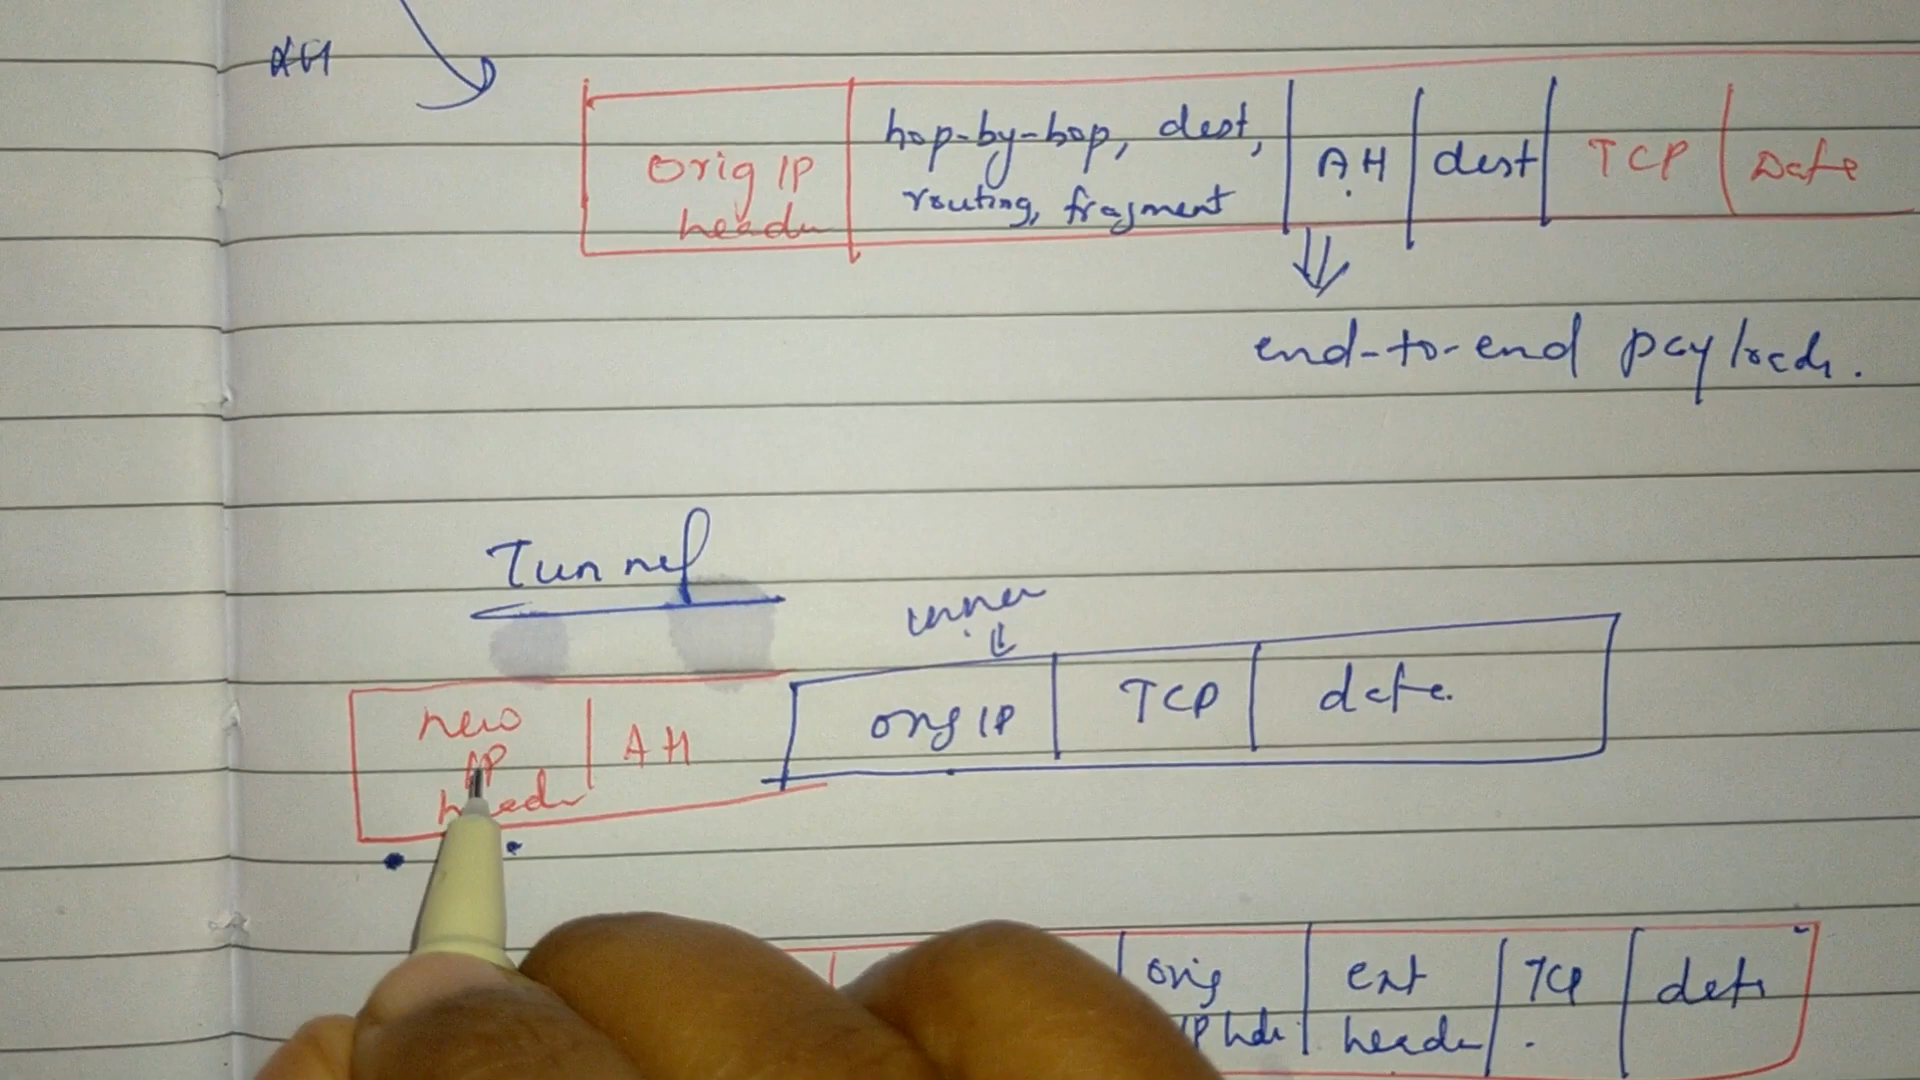 AH
orig IP header
hop-by-hop, dest,
routing, fragment
AH
dest
TCP
Data
end-to-end payloads.
Tunnel
inner
new IP header
AH
orig IP
TCP
data
orig IP hdr
ext header
TCP
data